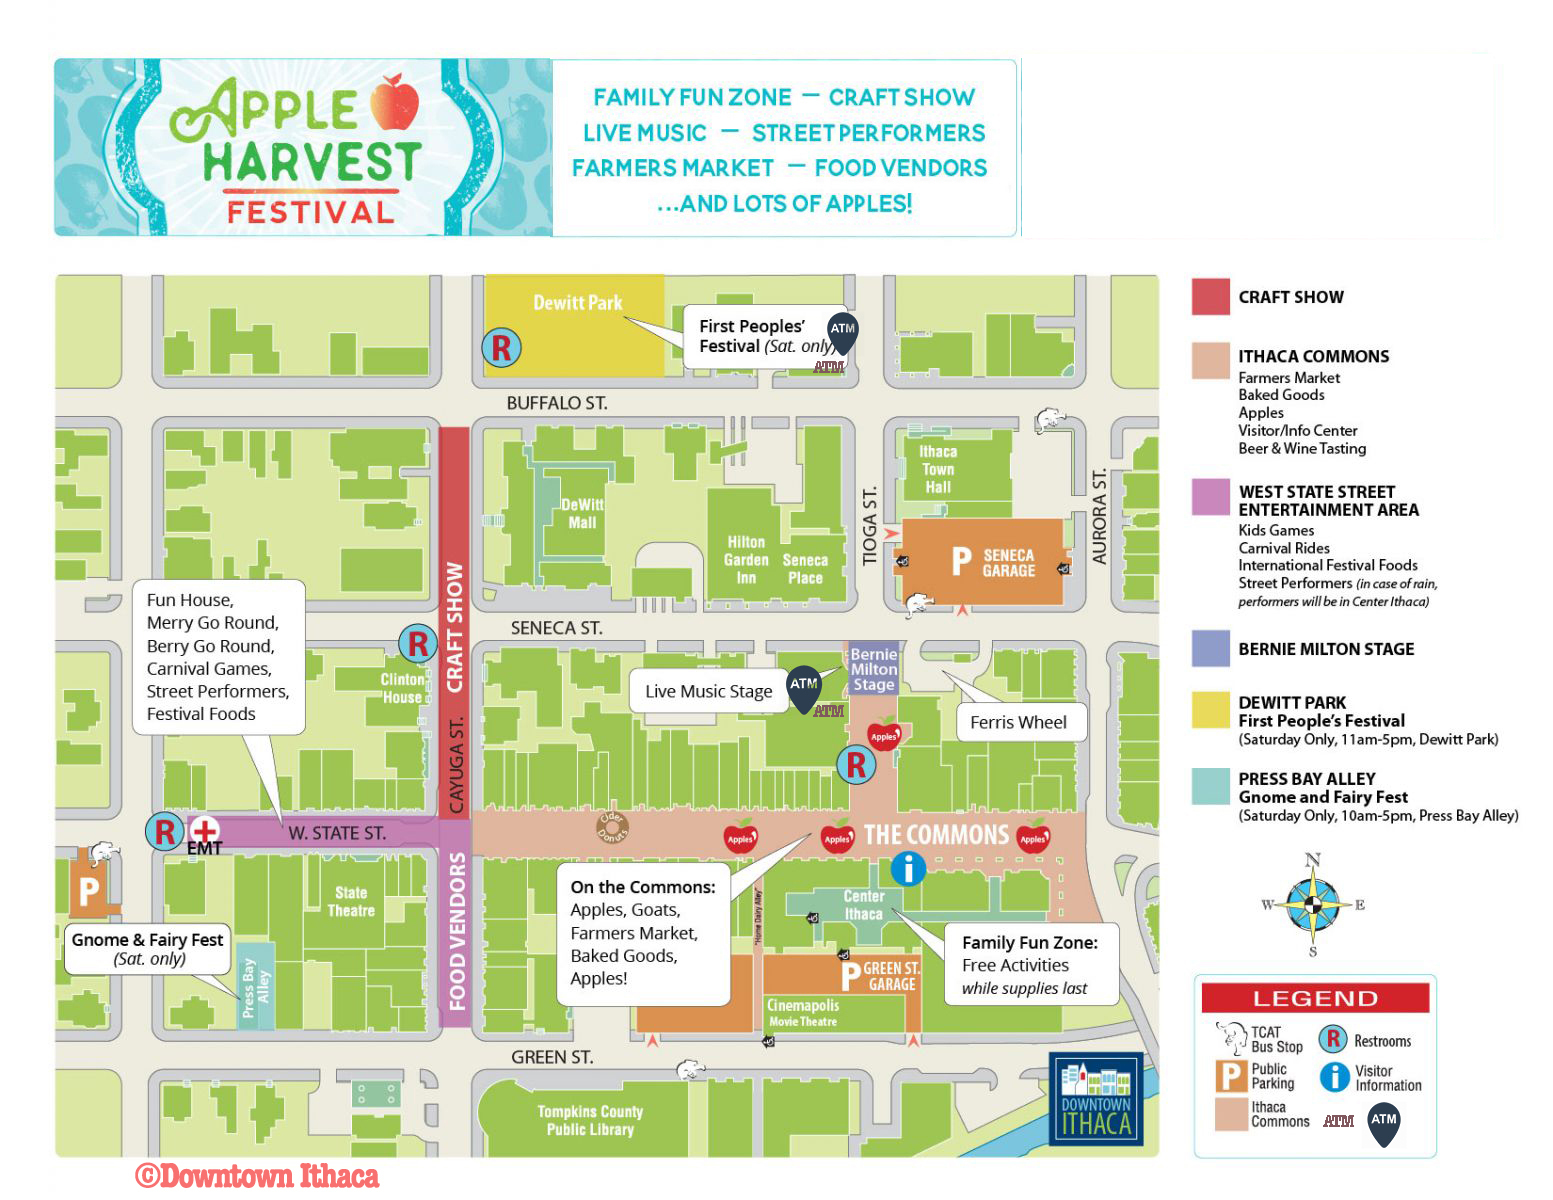 APPLE
HARVEST
FESTIVAL
FAMILY FUN ZONE — CRAFT SHOW
LIVE MUSIC — STREET PERFORMERS
FARMERS MARKET — FOOD VENDORS
...AND LOTS OF APPLES!
Dewitt Park
First Peoples'
Festival (Sat. only)
ATM
ATM
R
BUFFALO ST.
Ithaca
Town
Hall
DeWitt
Mall
TIOGA ST.
AURORA ST.
Hilton
Garden
Inn
Seneca
Place
P SENECA
GARAGE
CRAFT SHOW
Fun House,
Merry Go Round,
Berry Go Round,
Carnival Games,
Street Performers,
Festival Foods
SENECA ST.
R
Clinton
House
Bernie
Milton
Stage
Live Music Stage
ATM
ATM
Ferris Wheel
Apples
R
CAYUGA ST.
R
EMT
W. STATE ST.
Cider
Donuts
Apples
Apples
THE COMMONS
Apples
i
P
State
Theatre
FOOD VENDORS
On the Commons:
Apples, Goats,
Farmers Market,
Baked Goods,
Apples!
"Home Dairy Alley"
Center
Ithaca
Gnome & Fairy Fest
(Sat. only)
Press Bay
Alley
Family Fun Zone:
Free Activities
while supplies last
P GREEN ST.
GARAGE
Cinemapolis
Movie Theatre
GREEN ST.
Tompkins County
Public Library
DOWNTOWN
ITHACA
©Downtown Ithaca
CRAFT SHOW
ITHACA COMMONS
Farmers Market
Baked Goods
Apples
Visitor/Info Center
Beer & Wine Tasting
WEST STATE STREET
ENTERTAINMENT AREA
Kids Games
Carnival Rides
International Festival Foods
Street Performers (in case of rain,
performers will be in Center Ithaca)
BERNIE MILTON STAGE
DEWITT PARK
First People's Festival
(Saturday Only, 11am-5pm, Dewitt Park)
PRESS BAY ALLEY
Gnome and Fairy Fest
(Saturday Only, 10am-5pm, Press Bay Alley)
N
W E
S
LEGEND
TCAT
Bus Stop
R Restrooms
P Public
Parking
i Visitor
Information
Ithaca
Commons
ATM ATM